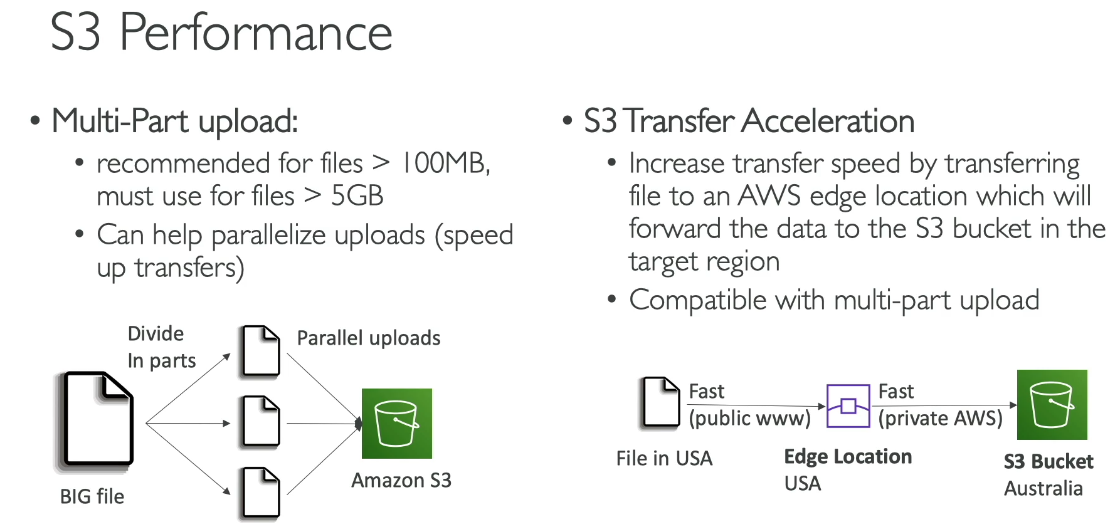 S3 Performance
• Multi-Part upload:
• recommended for files > 100MB,
must use for files > 5GB
• Can help parallelize uploads (speed
up transfers)
Divide
In parts
Parallel uploads
BIG file
Amazon S3
• S3 Transfer Acceleration
• Increase transfer speed by transferring
file to an AWS edge location which will
forward the data to the S3 bucket in the
target region
• Compatible with multi-part upload
Fast
(public www)
Fast
(private AWS)
File in USA
Edge Location
USA
S3 Bucket
Australia